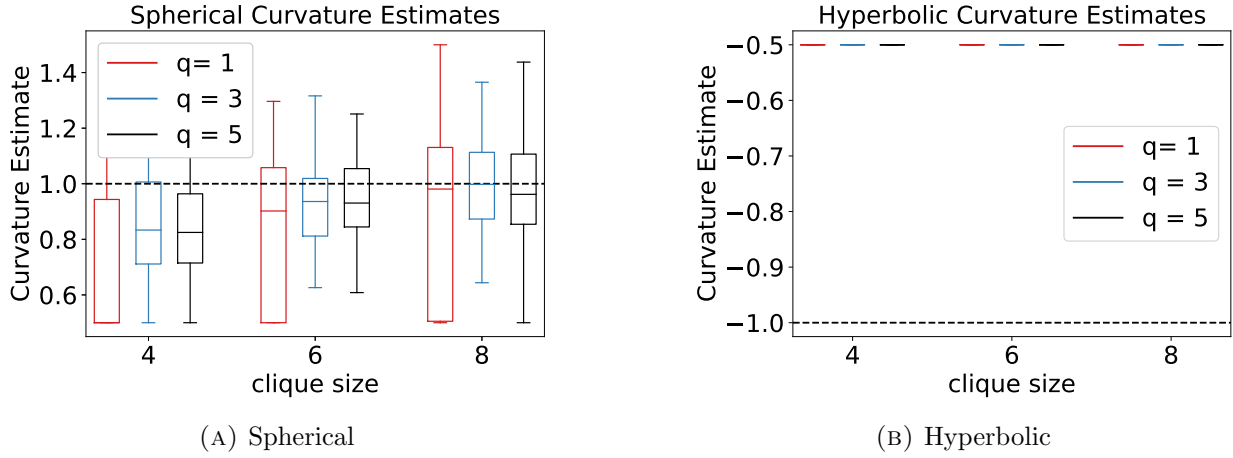 Spherical Curvature Estimates
Curvature Estimate
1.4
1.2
1.0
0.8
0.6
q= 1
q = 3
q = 5
4 6 8
clique size
(A) Spherical
Hyperbolic Curvature Estimates
Curvature Estimate
−0.5
−0.6
−0.7
−0.8
−0.9
−1.0
q= 1
q = 3
q = 5
4 6 8
clique size
(B) Hyperbolic